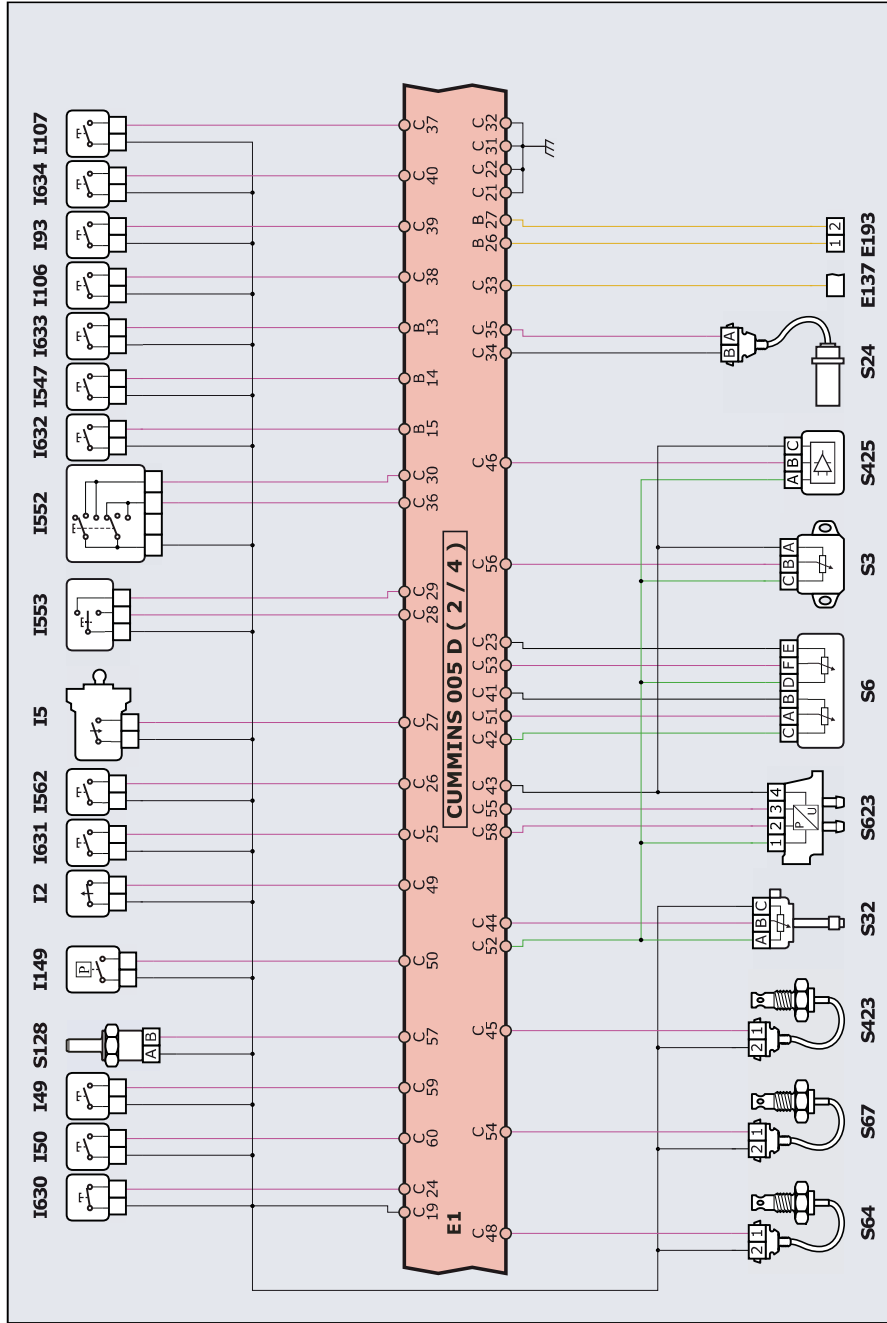 I630 I50 I49 S128 I149 I2 I631 I562 I5 I553 I552 I632 I547 I633 I106 I93 I634 I107
P
A B
C C C C C C C C C C C C C C B B B C C C C
19 24 60 59 57 50 49 25 26 27 28 29 36 30 15 14 13 38 39 40 37
E1
CUMMINS 005 D ( 2 / 4 )
C C C C C C C C C C C C C C C C C C B B C C C C
48 54 45 52 44 58 55 43 42 51 41 53 23 56 46 34 35 33 26 27 21 22 31 32
2 1
2 1
2 1
A B C
1 2 3 4
P/U
C A B D F E
C B A
A B C
B A
1 2
S64 S67 S423 S32 S623 S6 S3 S425 S24 E137 E193